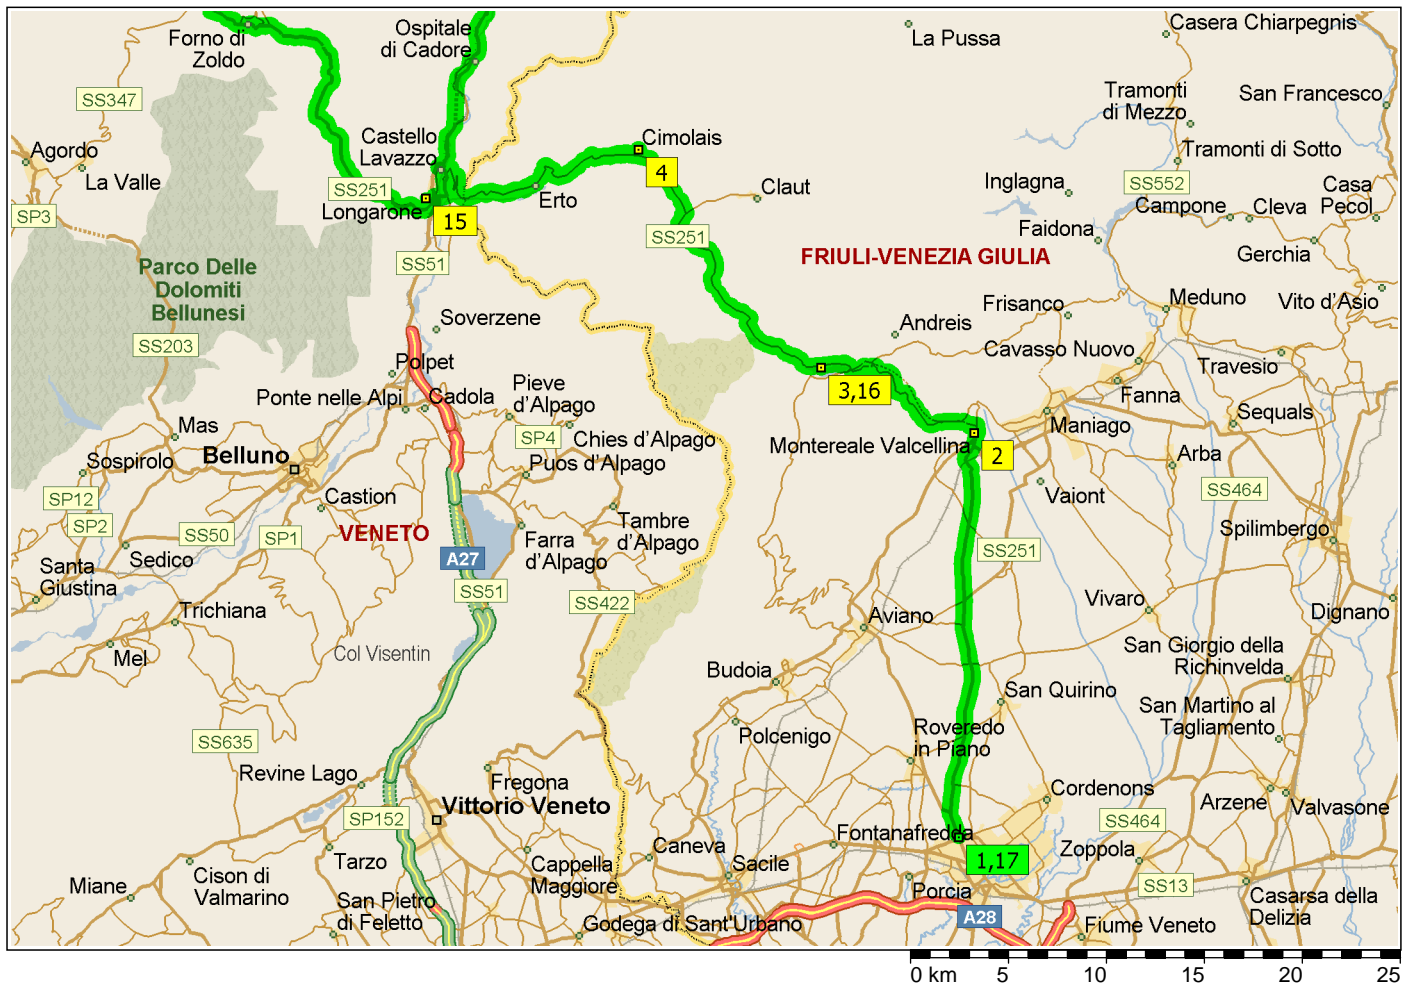 Forno di
Zoldo
Ospitale
di Cadore
La Pussa
Casera Chiarpegnis
SS347
Tramonti
di Mezzo
San Francesco
Agordo
La Valle
Castello
Lavazzo
Cimolais
4
Tramonti di Sotto
SS251
Longarone
15
Erto
Claut
Inglagna
SS552
Casa
Pecol
Campone
Cleva
SP3
SS251
Faidona
Gerchia
SS51
FRIULI-VENEZIA GIULIA
Parco Delle
Dolomiti
Bellunesi
Soverzene
Frisanco
Meduno
Vito d'Asio
Andreis
SS203
Polpet
Cavasso Nuovo
Travesio
Ponte nelle Alpi
Cadola
Pieve
d'Alpago
3,16
Fanna
Sequals
Mas
SP4
Chies d'Alpago
Maniago
Montereale Valcellina
2
Belluno
Sospirolo
Puos d'Alpago
Arba
SP12
Castion
Vaiont
SS464
SP2
SS50
SP1
VENETO
Tambre
d'Alpago
Spilimbergo
Farra
d'Alpago
SS251
Sedico
A27
Santa
Giustina
SS51
SS422
Trichiana
Aviano
Vivaro
Dignano
Mel
Col Visentin
Budoia
San Giorgio della
Richinvelda
San Quirino
San Martino al
Tagliamento
SS635
Polcenigo
Roveredo
in Piano
Revine Lago
Fregona
Cordenons
Arzene
Valvasone
Vittorio Veneto
SP152
SS464
Fontanafredda
Tarzo
Cappella
Maggiore
Caneva
Sacile
1,17
Zoppola
Cison di
Valmarino
Miane
Porcia
SS13
Casarsa della
Delizia
San Pietro
di Feletto
Godega di Sant'Urbano
A28
Fiume Veneto
0 km
5
10
15
20
25